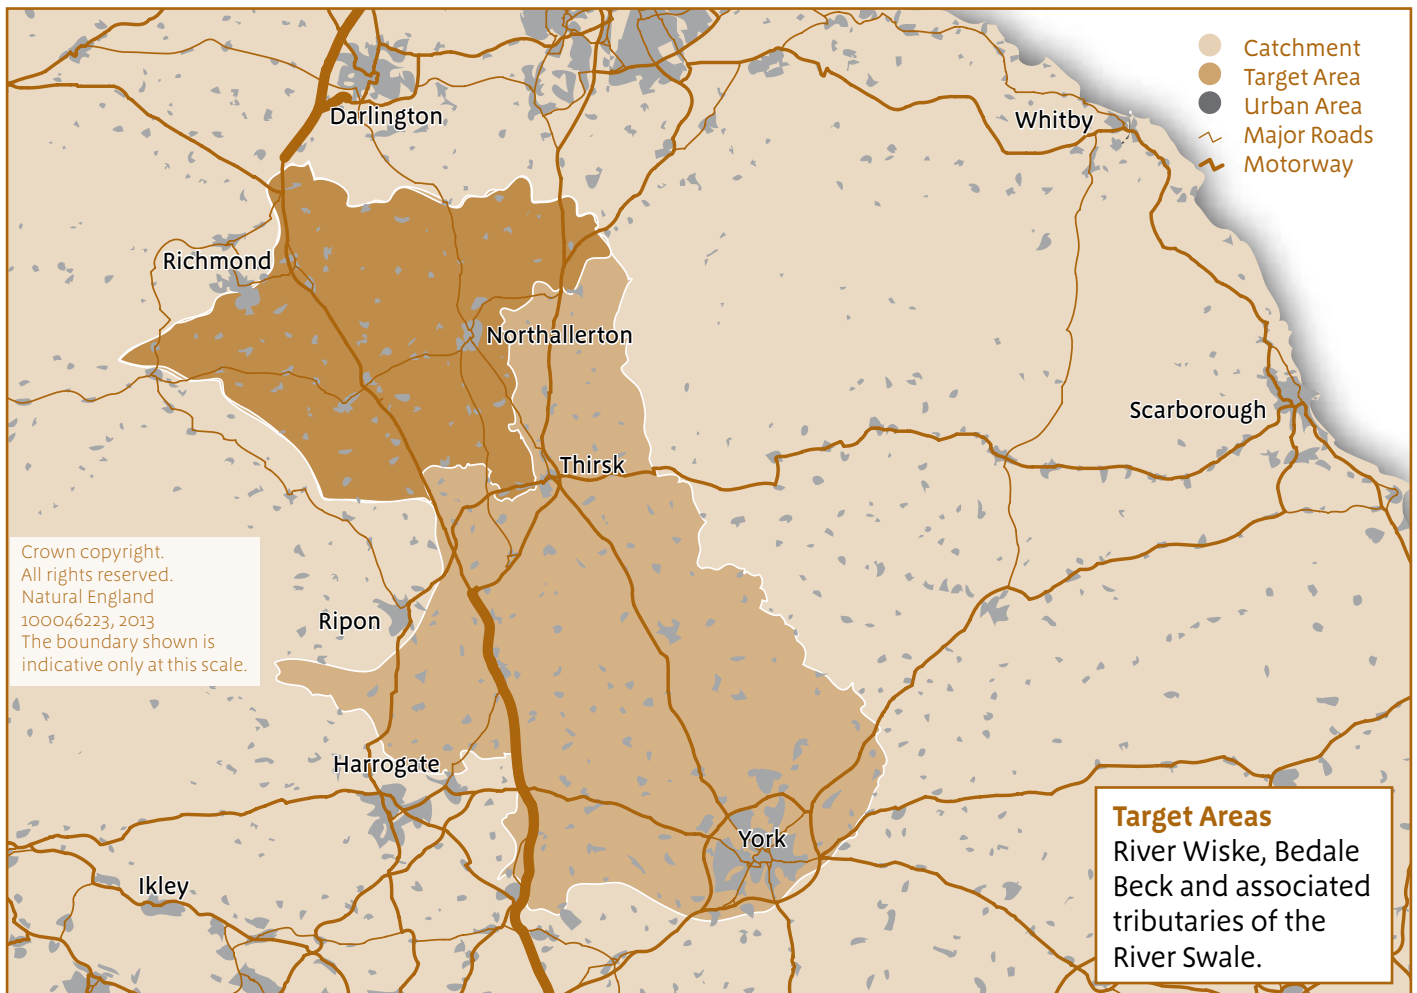 Catchment
Target Area
Urban Area
Major Roads
Motorway
Darlington
Whitby
Richmond
Northallerton
Scarborough
Thirsk
Crown copyright.
All rights reserved.
Natural England
100046223, 2013
The boundary shown is
indicative only at this scale.
Ripon
Harrogate
York
Ikley
Target Areas
River Wiske, Bedale
Beck and associated
tributaries of the
River Swale.